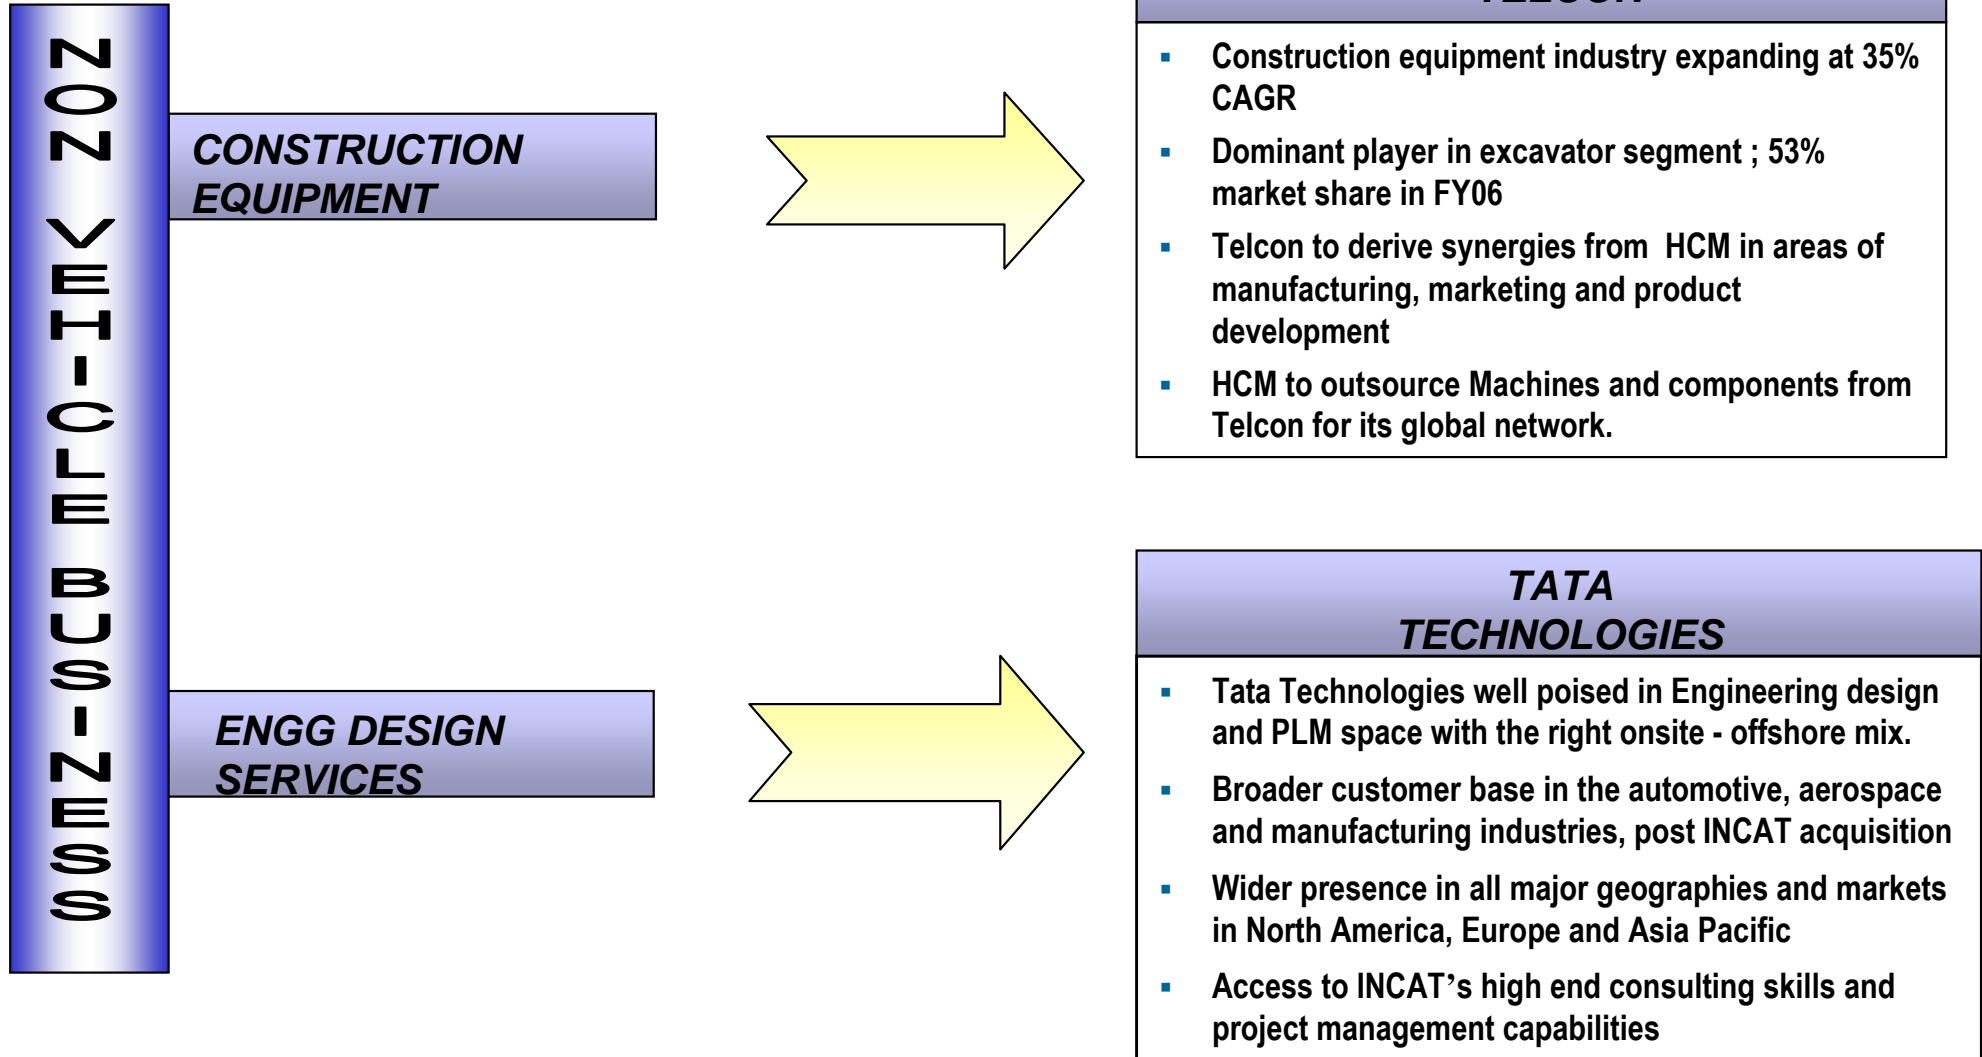 NON VEHICLE BUSINESS
CONSTRUCTION
EQUIPMENT
TELCON
▪ Construction equipment industry expanding at 35%
CAGR
▪ Dominant player in excavator segment ; 53%
market share in FY06
▪ Telcon to derive synergies from  HCM in areas of
manufacturing, marketing and product
development
▪ HCM to outsource Machines and components from
Telcon for its global network.
ENGG DESIGN
SERVICES
TATA
TECHNOLOGIES
▪ Tata Technologies well poised in Engineering design
and PLM space with the right onsite - offshore mix.
▪ Broader customer base in the automotive, aerospace
and manufacturing industries, post INCAT acquisition
▪ Wider presence in all major geographies and markets
in North America, Europe and Asia Pacific
▪ Access to INCAT’s high end consulting skills and
project management capabilities